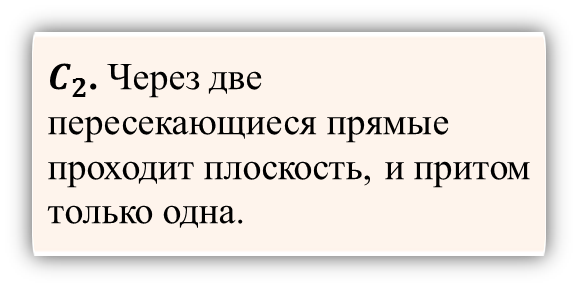 C₂. Через две
пересекающиеся прямые
проходит плоскость, и притом
только одна.